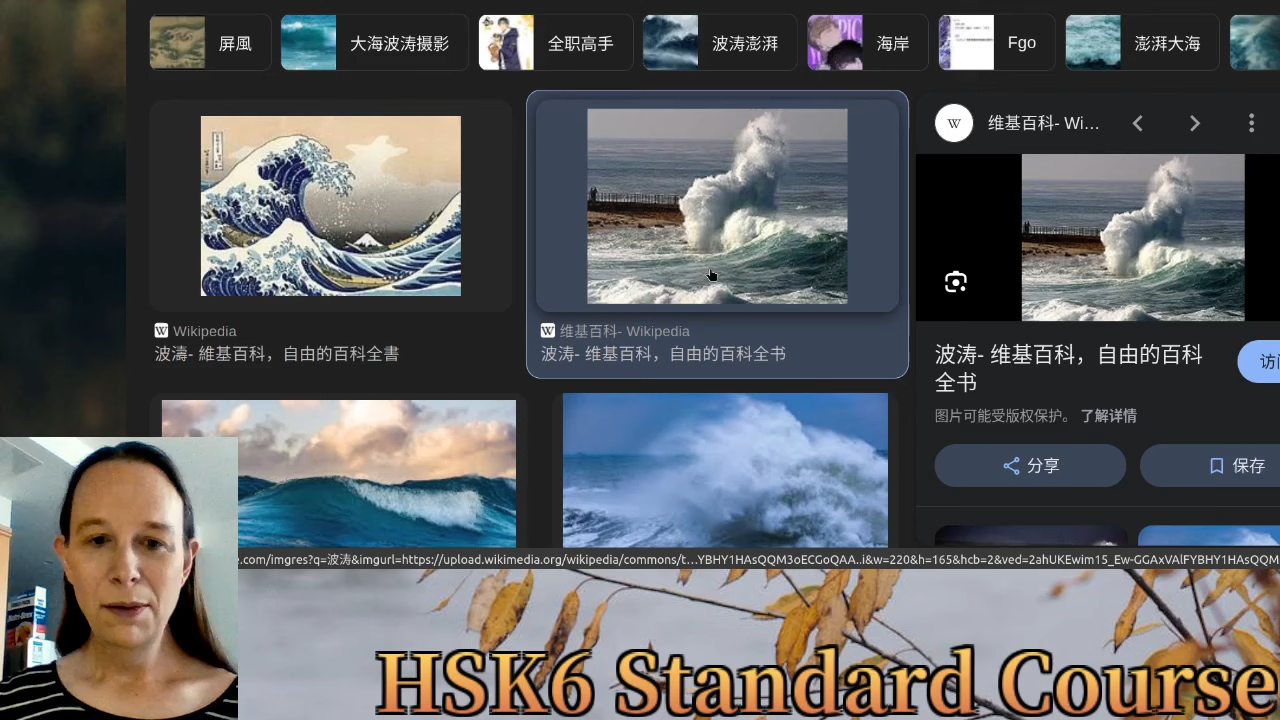 屏風
大海波涛
全职高手
涛澎湃
海岸
Fgo
澎湃大海
W 维基百科- Wi...
W Wikipedia
波濤- 維基百科，自由的百科全書
W 维基百科- Wikipedia
波涛- 维基百科，自由的百科全书
波涛- 维基百科，自由的百科
全书
访问
图片可能受版权保护。 了解详情
分享
保存
e.com/imgres?q=波涛&imgurl=https://upload.wikimedia.org/wikipedia/commons/t...YBHY1HAsQQM3oECGoQAA..i&w=220&h=165&hcb=2&ved=2ahUKEwim15_Ew-GGAxVAlFYBHY1HAsQQM
HSK6 Standard Course